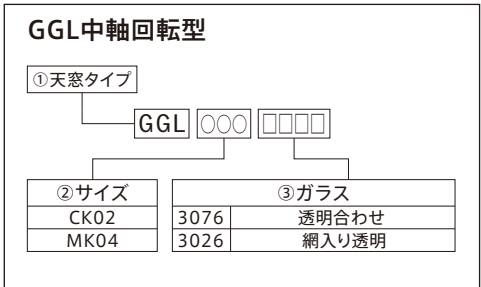 GGL中軸回転型
①天窓タイプ
GGL ○○○ □□□□
②サイズ ③ガラス
CK02 3076 透明合わせ
MK04 3026 網入り透明